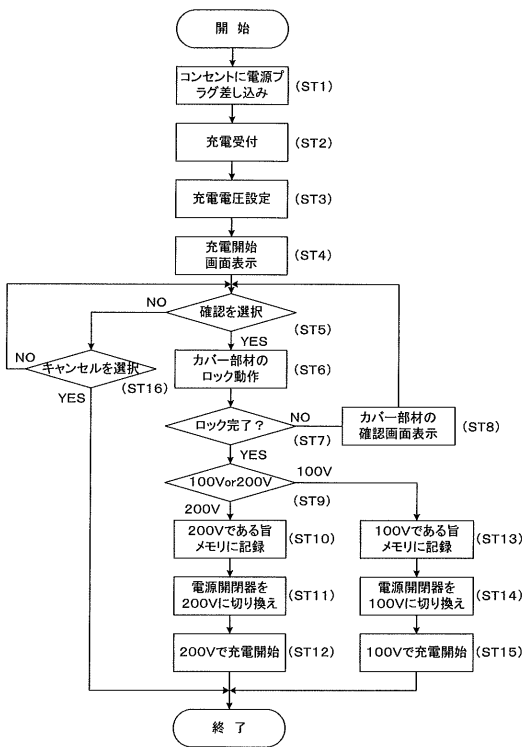 開 始
コンセントに電源プ
ラグ差し込み
(ST1)
充電受付
(ST2)
充電電圧設定
(ST3)
充電開始
画面表示
(ST4)
NO
確認を選択
(ST5)
YES
NO
キャンセルを選択
(ST16)
YES
カバー部材の
ロック動作
(ST6)
ロック完了？
(ST7)
NO
カバー部材の
確認画面表示
(ST8)
YES
100Vor200V
(ST9)
100V
200V
200Vである旨
メモリに記録
(ST10)
100Vである旨
メモリに記録
(ST13)
電源開閉器を
200Vに切り換え
(ST11)
電源開閉器を
100Vに切り換え
(ST14)
200Vで充電開始
(ST12)
100Vで充電開始
(ST15)
終 了